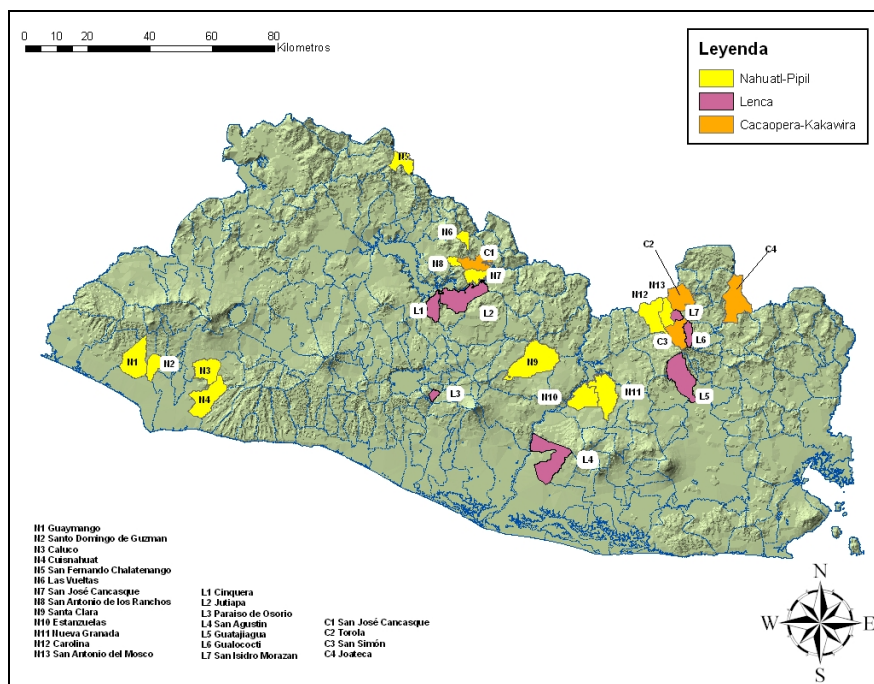 0 20 40 60 80
Kilometros
Leyenda
Nahuatl-Pipil
Lenca
Cacaopera-Kakawira
N5
N6
C1
N8
N7
L1
L2
C2
C4
N13
N12
L7
C3
L6
L5
N1
N2
N3
N4
N9
N10
N11
L3
L4
N1 Guaymango
N2 Santo Domingo de Guzman
N3 Caluco
N4 Cuisnahuat
N5 San Fernando Chalatenango
N6 Las Vueltas
N7 San José Cancasque
N8 San Antonio de los Ranchos
N9 Santa Clara
N10 Estanzuelas
N11 Nueva Granada
N12 Carolina
N13 San Antonio del Mosco
L1 Cinquera
L2 Jutiapa
L3 Paraiso de Osorio
L4 San Agustin
L5 Guatajiagua
L6 Gualococti
L7 San Isidro Morazan
C1 San José Cancasque
C2 Torola
C3 San Simón
C4 Joateca
N
W E
S